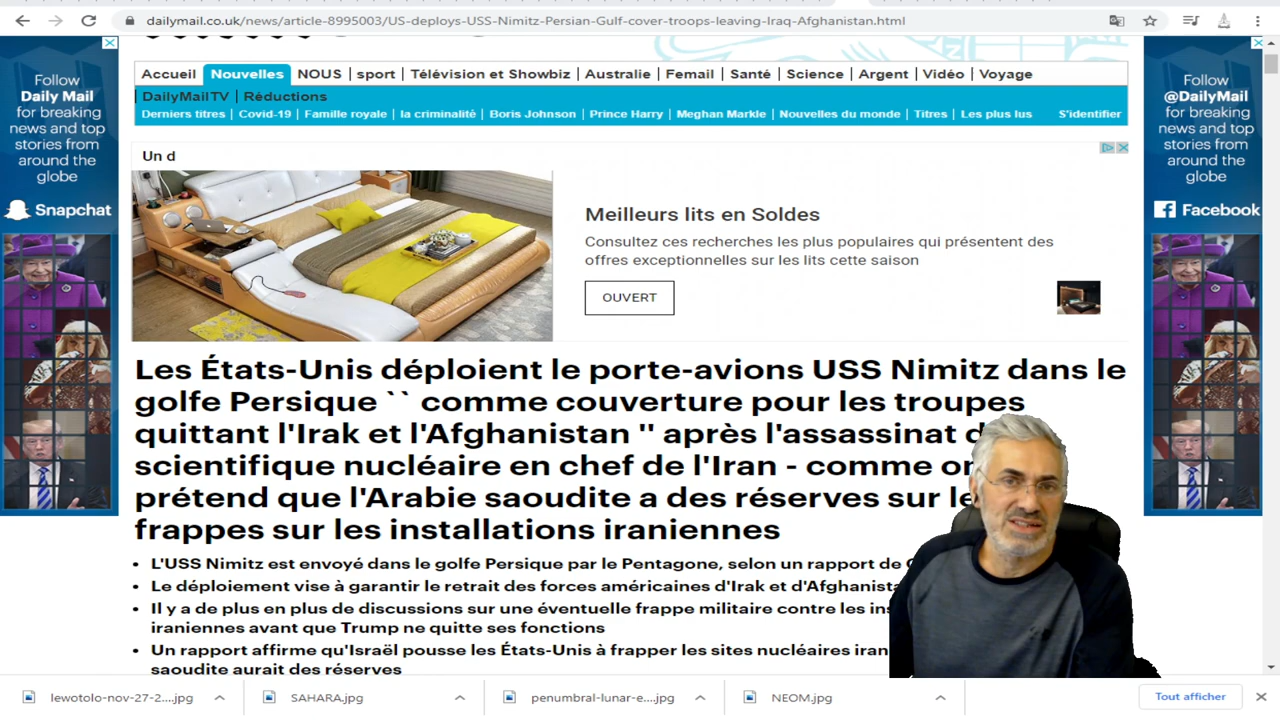 dailymail.co.uk/news/article-8995003/US-deploys-USS-Nimitz-Persian-Gulf-cover-troops-leaving-Iraq-Afghanistan.html
Accueil | Nouvelles | NOUS | sport | Télévision et Showbiz | Australie | Femail | Santé | Science | Argent | Vidéo | Voyage
| DailyMailTV | Réductions
Derniers titres | Covid-19 | Famille royale | la criminalité | Boris Johnson | Prince Harry | Meghan Markle | Nouvelles du monde | Titres | Les plus lus S'identifier
Follow
Daily Mail
for breaking
news and top
stories from
around the
globe
Snapchat
Un d
Meilleurs lits en Soldes
Consultez ces recherches les plus populaires qui présentent des
offres exceptionnelles sur les lits cette saison
OUVERT
Follow
@DailyMail
for breaking
news and top
stories from
around the
globe
Facebook
Les États-Unis déploient le porte-avions USS Nimitz dans le
golfe Persique `` comme couverture pour les troupes
quittant l'Irak et l'Afghanistan '' après l'assassinat
scientifique nucléaire en chef de l'Iran - comme
prétend que l'Arabie saoudite a des réserves sur
frappes sur les installations iraniennes
• L'USS Nimitz est envoyé dans le golfe Persique par le Pentagone, selon un rapport de
• Le déploiement vise à garantir le retrait des forces américaines d'Irak et
• Il y a de plus en plus de discussions sur une éventuelle frappe militaire contre les
iraniennes avant que Trump ne quitte ses fonctions
• Un rapport affirme qu'Israël pousse les États-Unis à frapper les sites nucléaires
saoudite aurait des réserves
lewotolo-nov-27-2....jpg
SAHARA.jpg
penumbral-lunar-e....jpg
NEOM.jpg
Tout afficher